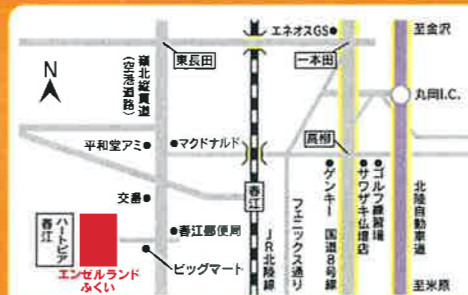 エネオスGS
至金沢
N
嶺北縦貫道
(空港道路)
東長田
一本田
丸岡I.C.
平和堂アミ
マクドナルド
高柳
交番
春江
春江郵便局
ハートピア
春江
エンゼルランド
ふくい
ビッグマート
JR北陸線
フェニックス通り
ゲンキー
国道8号線
サワザキ仏壇店
ゴルフ練習場
北陸自動車道
至米原